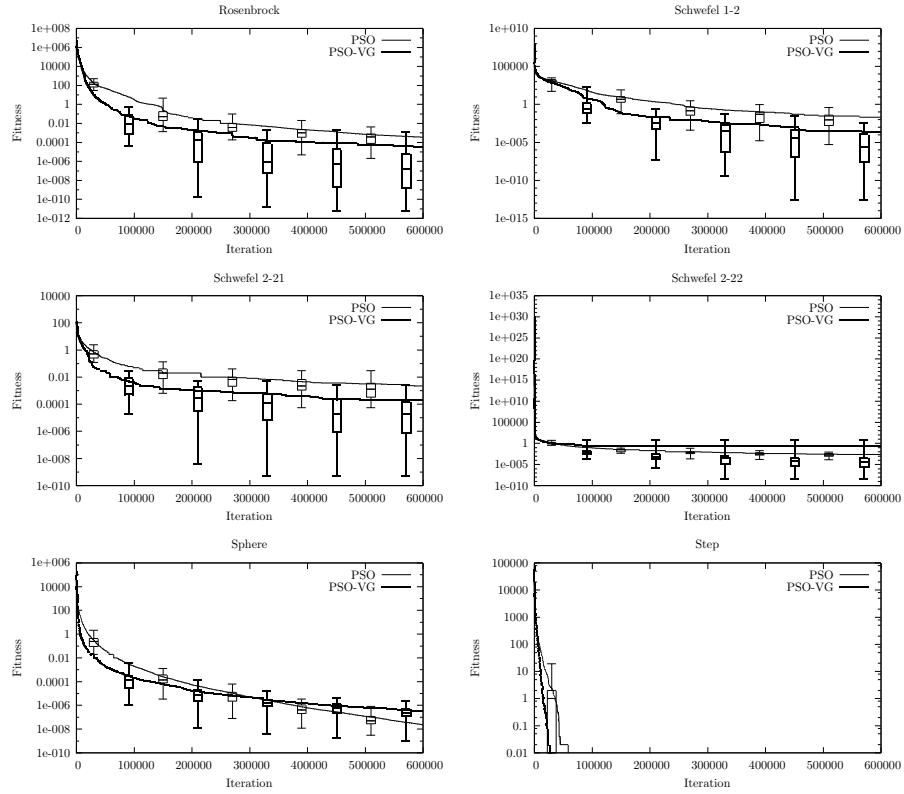 Rosenbrock
1e+008
1e+006
10000
100
1
0.01
0.0001
1e-006
1e-008
1e-010
1e-012
0 100000 200000 300000 400000 500000 600000
Fitness
Iteration
PSO
PSO-VG
Schwefel 1-2
1e+010
100000
1
1e-005
1e-010
1e-015
0 100000 200000 300000 400000 500000 600000
Fitness
Iteration
PSO
PSO-VG
Schwefel 2-21
10000
100
1
0.01
0.0001
1e-006
1e-008
1e-010
0 100000 200000 300000 400000 500000 600000
Fitness
Iteration
PSO
PSO-VG
Schwefel 2-22
1e+035
1e+030
1e+025
1e+020
1e+015
1e+010
100000
1
1e-005
1e-010
0 100000 200000 300000 400000 500000 600000
Fitness
Iteration
PSO
PSO-VG
Sphere
1e+006
10000
100
1
0.01
0.0001
1e-006
1e-008
1e-010
0 100000 200000 300000 400000 500000 600000
Fitness
Iteration
PSO
PSO-VG
Step
100000
10000
1000
100
10
1
0.1
0.01
0 100000 200000 300000 400000 500000 600000
Fitness
Iteration
PSO
PSO-VG